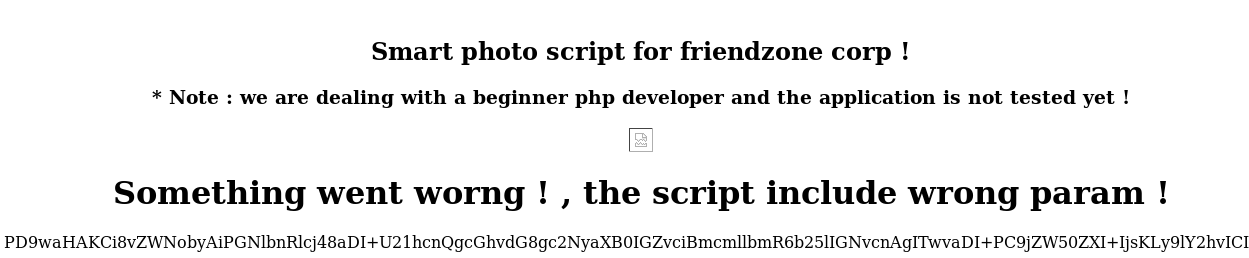 Smart photo script for friendzone corp !
* Note : we are dealing with a beginner php developer and the application is not tested yet !
Something went worng ! , the script include wrong param !
PD9waHAKCi8vZWNobyAiPGNlbnRlcj48aDI+U21hcnQgcGhvdG8gc2NyaXB0IGZvciBmcmllbmR6b25lIGNvcnAgITwvaDI+PC9jZW50ZXI+IjsKLy9lY2hvICI